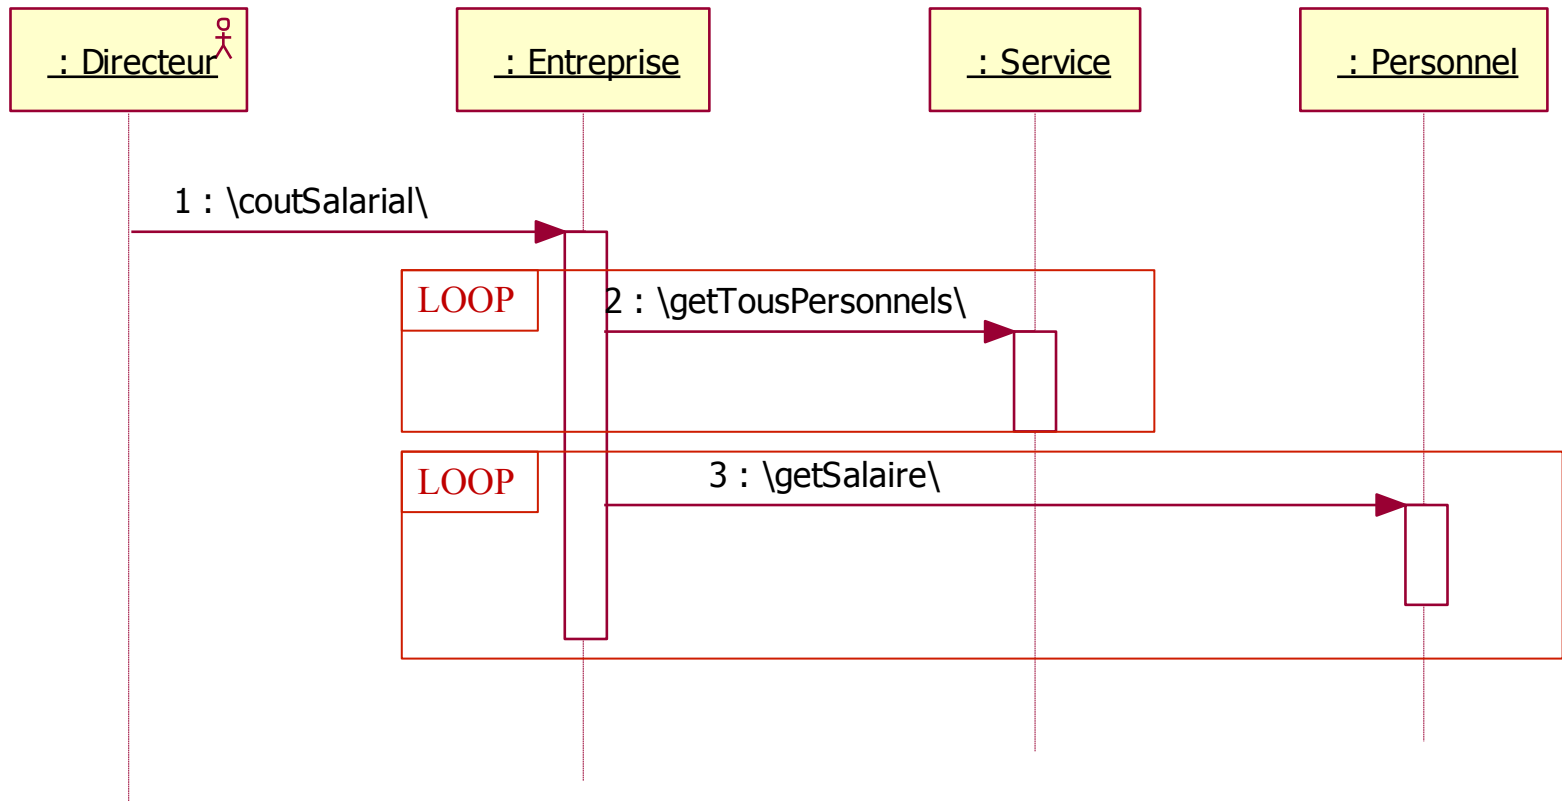 : Directeur
: Entreprise
: Service
: Personnel
1 : \coutSalarial\
LOOP
2 : \getTousPersonnels\
LOOP
3 : \getSalaire\